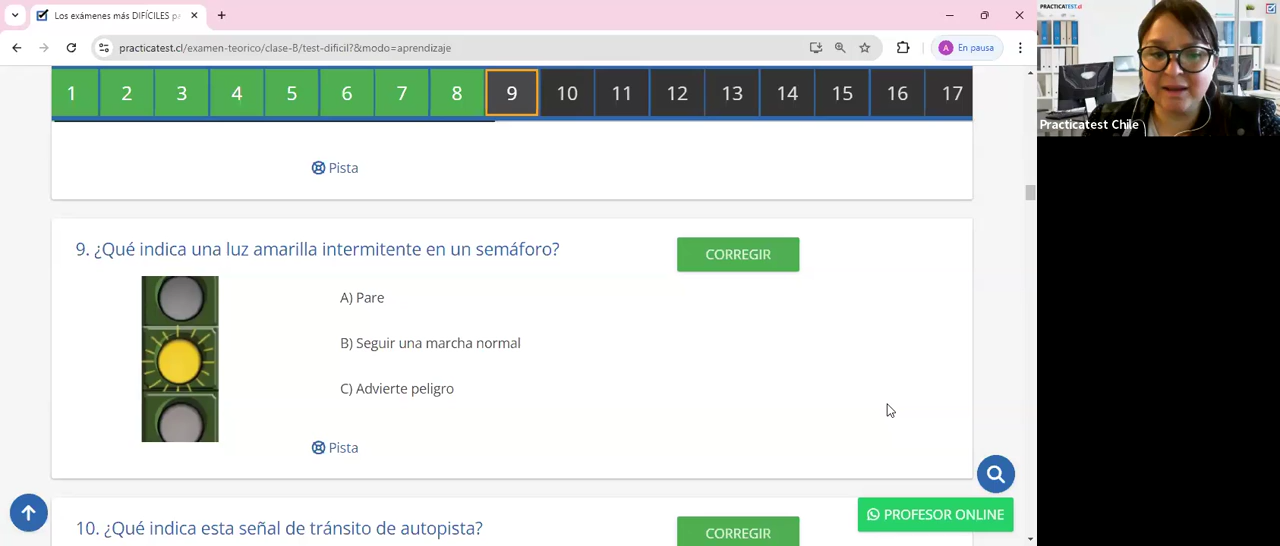 Los exámenes más DIFÍCILES pa
practicatest.cl/examen-teorico/clase-B/test-dificil?&modo=aprendizaje
A
En pausa
PRACTICATEST.cl
Practicatest Chile
1 2 3 4 5 6 7 8 9 10 11 12 13 14 15 16 17
Pista
9. ¿Qué indica una luz amarilla intermitente en un semáforo?
CORREGIR
A) Pare
B) Seguir una marcha normal
C) Advierte peligro
Pista
PROFESOR ONLINE
10. ¿Qué indica esta señal de tránsito de autopista?
CORREGIR